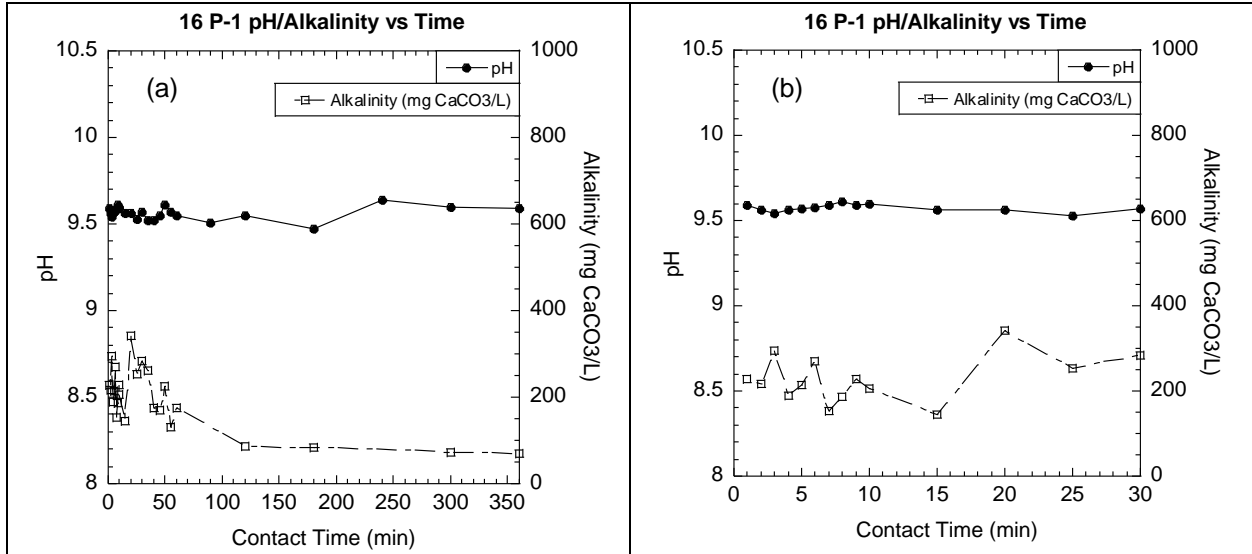 16 P-1 pH/Alkalinity vs Time
(a)
pH
Alkalinity (mg CaCO3/L)
10.5
10
9.5
9
8.5
8
pH
1000
800
600
400
200
0
Alkalinity (mg CaCO3/L)
0 50 100 150 200 250 300 350
Contact Time (min)
16 P-1 pH/Alkalinity vs Time
(b)
pH
Alkalinity (mg CaCO3/L)
10.5
10
9.5
9
8.5
8
pH
1000
800
600
400
200
0
Alkalinity (mg CaCO3/L)
0 5 10 15 20 25 30
Contact Time (min)